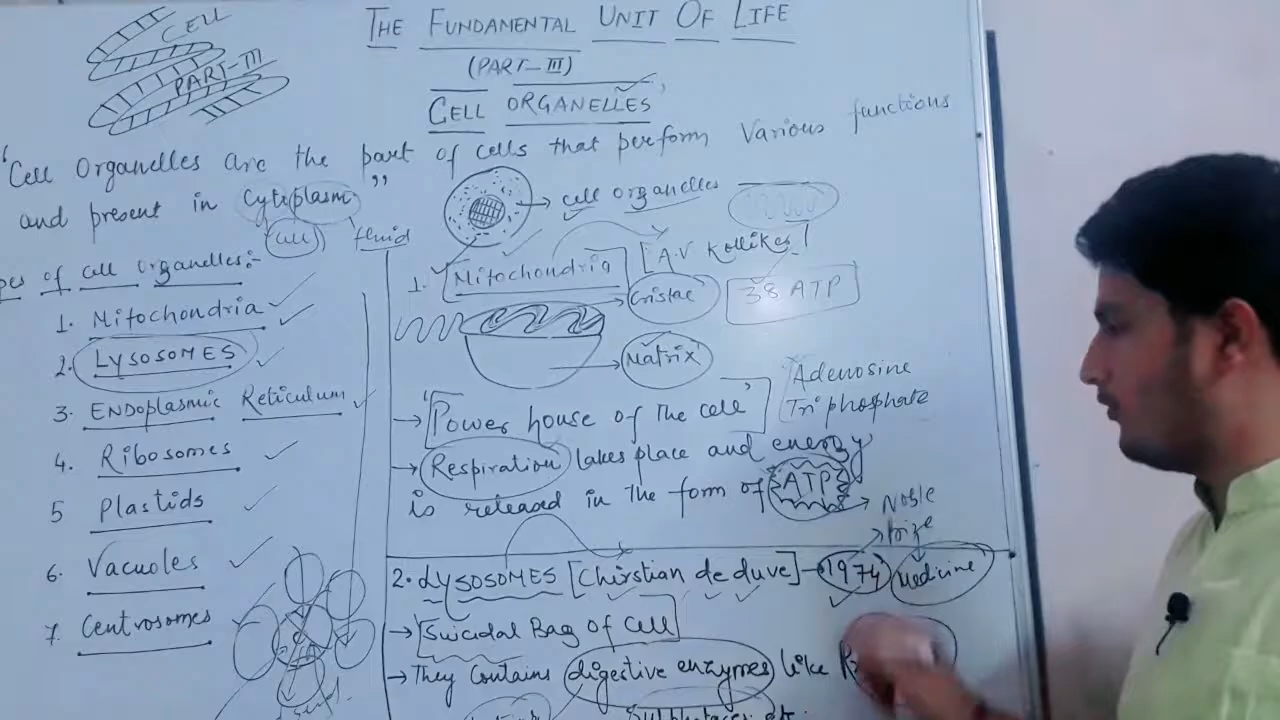 CELL
PART-III
THE FUNDAMENTAL UNIT OF LIFE
(PART-III)
CELL ORGANELLES
"Cell Organelles are the part of cells that perform Various functions
and present in Cytoplasm"
cell fluid
cell organelles
Types of Cell Organelles:-
1. Mitochondria
2. LYSOSOMES
3. ENDOPLASMIC Reticulum
4. Ribosomes
5 Plastids
6. Vacuoles
7. Centrosomes
1. Mitochondria [A.V Kolliker]
Cristae
38 ATP
Matrix
Adenosine
Tri phosphate
→ 'Power house of The cell'
→ Respiration takes place and energy
is released in the form of ATP
Noble
Prize
2. LYSOSOMES [Chirstian de duve] - 1974 Medicine
→ Suicidal Bag of Cell
→ They Contains digestive enzymes like